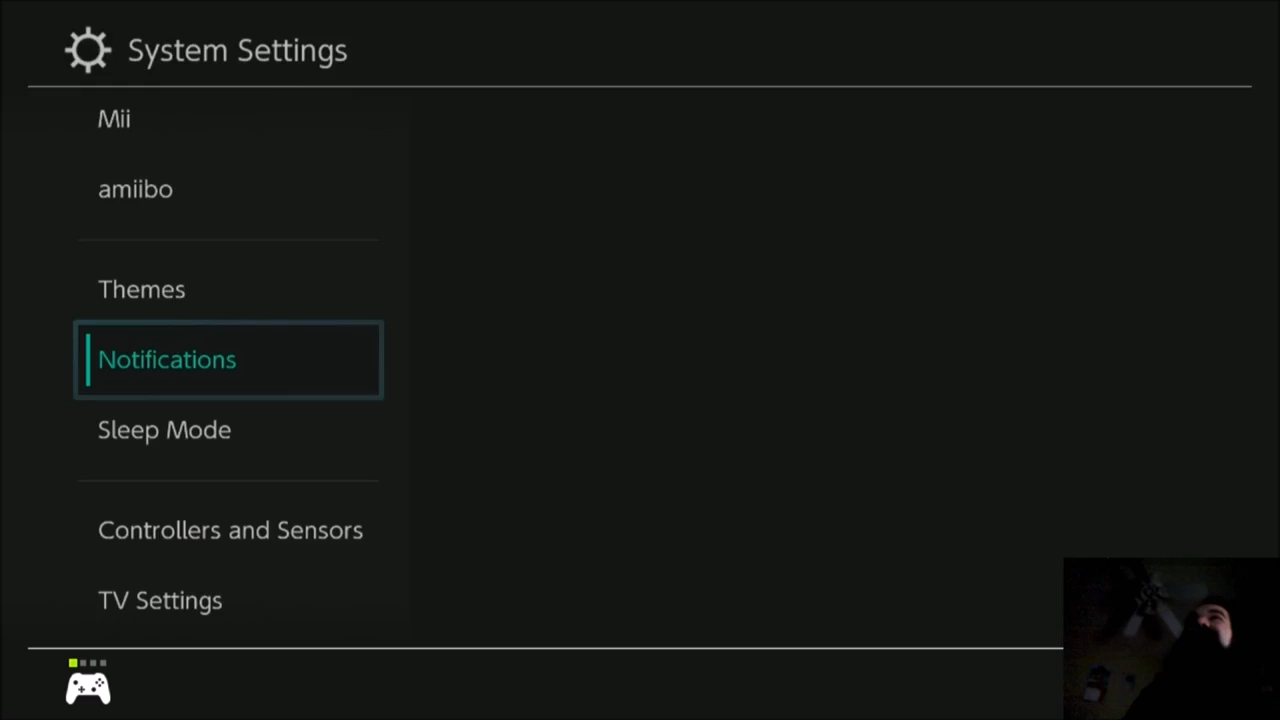 System Settings
Mii
amiibo
Themes
Notifications
Sleep Mode
Controllers and Sensors
TV Settings